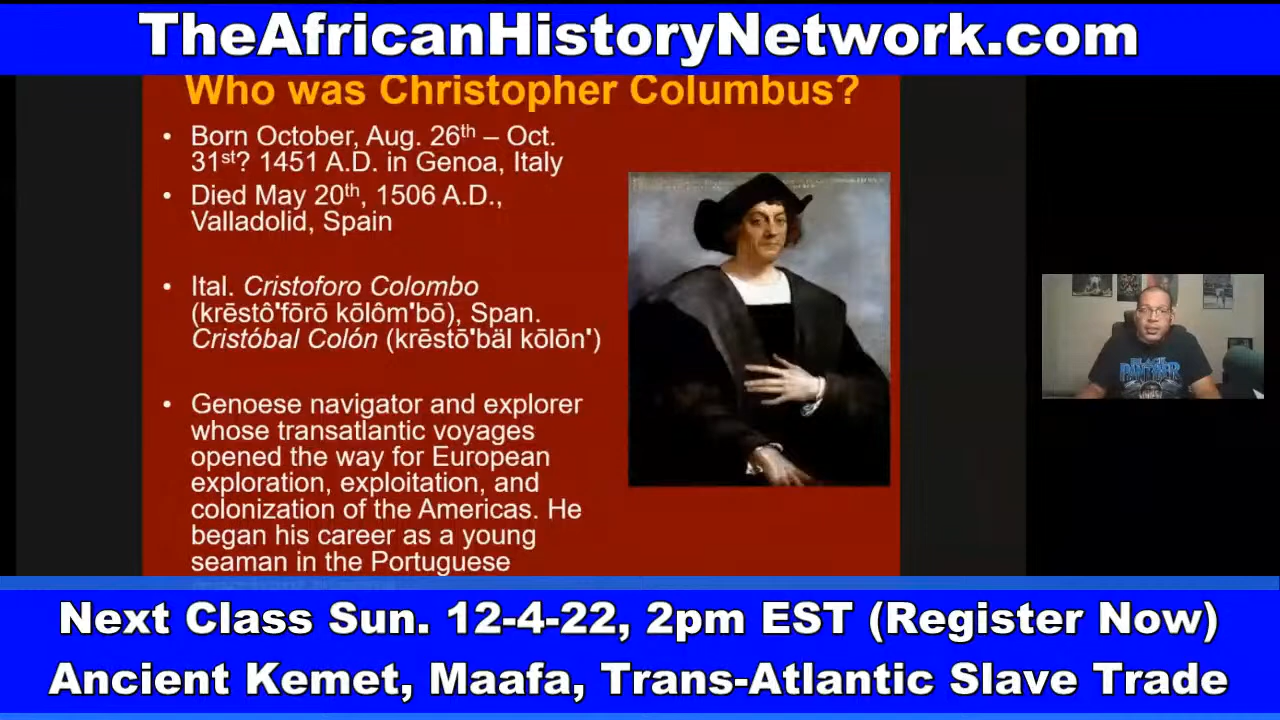 TheAfricanHistoryNetwork.com
Who was Christopher Columbus?
• Born October, Aug. 26th – Oct.
31st? 1451 A.D. in Genoa, Italy
• Died May 20th, 1506 A.D.,
Valladolid, Spain
• Ital. Cristoforo Colombo
(krēstô'fōrō kōlôm'bō), Span.
Cristóbal Colón (krēstō'bäl kōlōn')
• Genoese navigator and explorer
whose transatlantic voyages
opened the way for European
exploration, exploitation, and
colonization of the Americas. He
began his career as a young
seaman in the Portuguese
BLACK
PANTHER
Next Class Sun. 12-4-22, 2pm EST (Register Now)
Ancient Kemet, Maafa, Trans-Atlantic Slave Trade